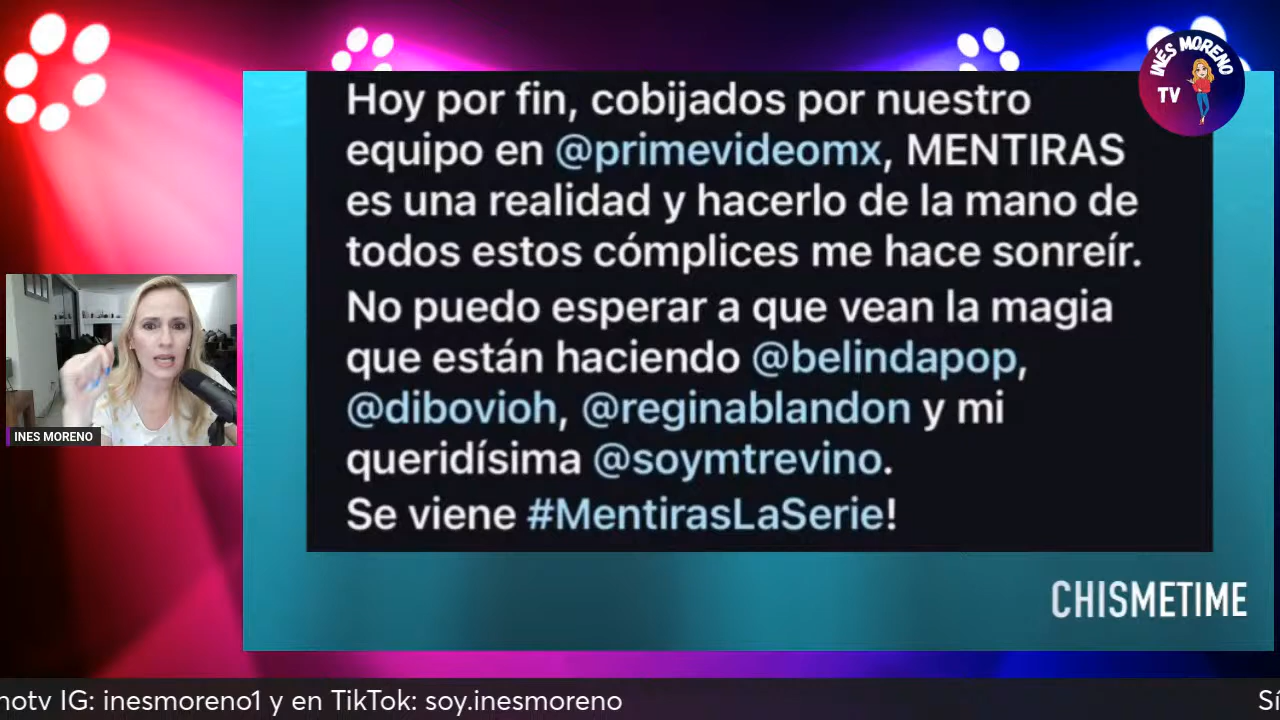 Hoy por fin, cobijados por nuestro
equipo en @primevideomx, MENTIRAS
es una realidad y hacerlo de la mano de
todos estos cómplices me hace sonreír.
No puedo esperar a que vean la magia
que están haciendo @belindapop,
@dibovioh, @reginablandon y mi
queridísima @soymtrevino.
Se viene #MentirasLaSerie!
INÉS MORENO
TV
INES MORENO
CHISMETIME
notv IG: inesmoreno1 y en TikTok: soy.inesmoreno
Sí